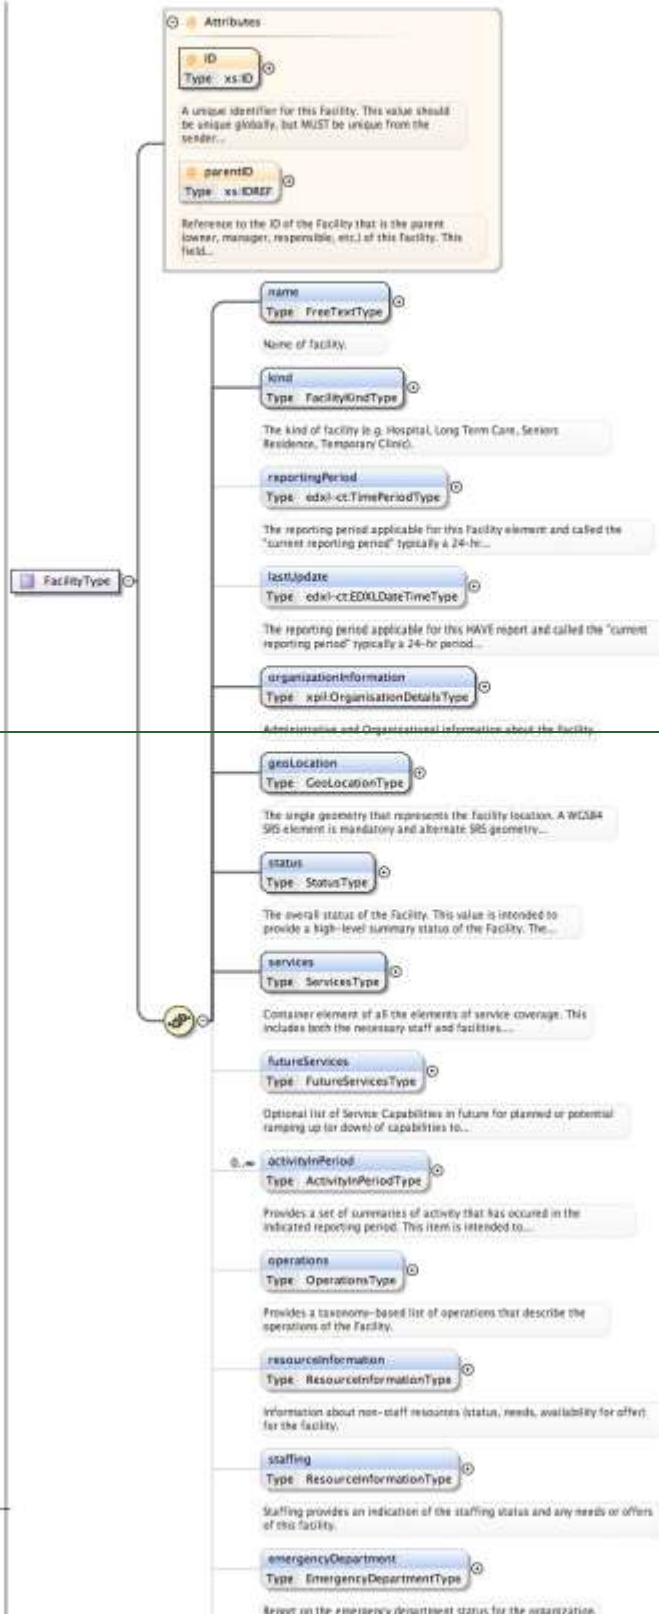 Attributes
ID
Type xs:ID
A unique identifier for this Facility. This value should
be unique globally, but MUST be unique from the
sender...
parentID
Type xs:IDREF
Reference to the ID of the Facility that is the parent
(owner, manager, responsible, etc.) of this Facility. This
field...
name
Type FreeTextType
Name of facility.
kind
Type FacilityKindType
The kind of facility (e.g. Hospital, Long Term Care, Seniors
Residence, Temporary Clinic).
reportingPeriod
Type edxl-ct:TimePeriodType
The reporting period applicable for this Facility element and called the
"current reporting period" typically a 24-hr...
FacilityType
lastUpdate
Type edxl-ct:EDXLDateTimeType
The reporting period applicable for this HAVE report and called the "current
reporting period" typically a 24-hr period...
organizationInformation
Type xpil:OrganisationDetailsType
Administrative and Organizational information about the Facility.
geoLocation
Type GeoLocationType
The single geometry that represents the Facility location. A WGS84
SRS element is mandatory and alternate SRS geometry...
status
Type StatusType
The overall status of the Facility. This value is intended to
provide a high-level summary status of the Facility. The...
services
Type ServicesType
Container element of all the elements of service coverage. This
includes both the necessary staff and facilities....
futureServices
Type FutureServicesType
Optional list of Service Capabilities in future for planned or potential
ramping up (or down) of capabilities to...
0..∞ activityInPeriod
Type ActivityInPeriodType
Provides a set of summaries of activity that has occured in the
indicated reporting period. This item is intended to...
operations
Type OperationsType
Provides a taxonomy-based list of operations that describe the
operations of the Facility.
resourceInformation
Type ResourceInformationType
Information about non-staff resources (status, needs, availability for offer)
for the facility.
staffing
Type ResourceInformationType
Staffing provides an indication of the staffing status and any needs or offers
of this facility.
emergencyDepartment
Type EmergencyDepartmentType
Report on the emergency department status for the organization.